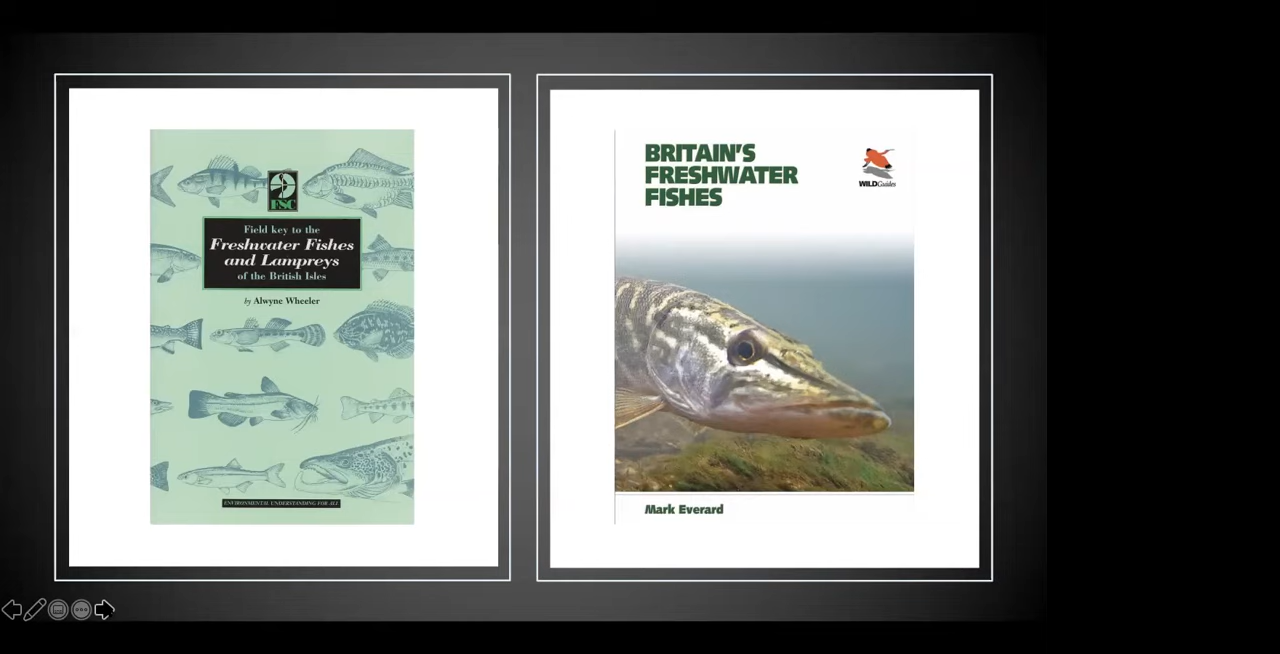 FSC
Field key to the
Freshwater Fishes
and Lampreys
of the British Isles
by Alwyne Wheeler
ENVIRONMENTAL UNDERSTANDING FOR ALL
BRITAIN'S
FRESHWATER
FISHES
WILDGuides
Mark Everard